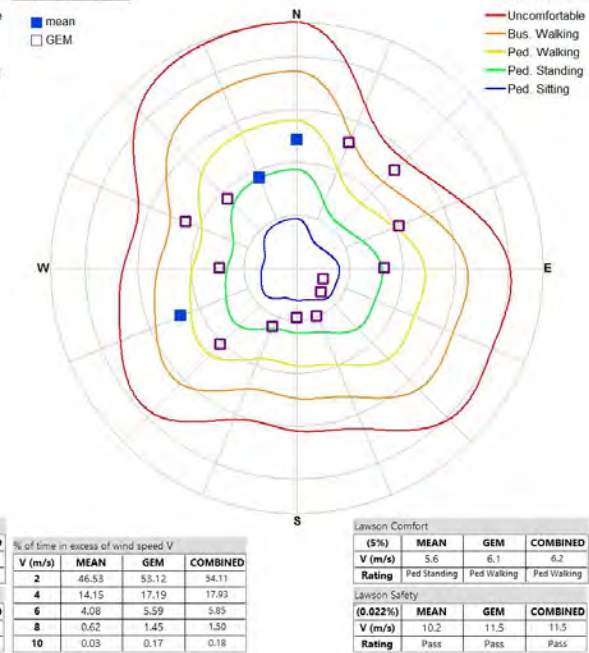 mean
GEM
N
Uncomfortable
Bus. Walking
Ped. Walking
Ped. Standing
Ped. Sitting
W
E
S
% of time in excess of wind speed V
V (m/s) MEAN GEM COMBINED
2 46.53 53.12 54.11
4 14.15 17.19 17.93
6 4.08 5.59 5.85
8 0.62 1.45 1.50
10 0.03 0.17 0.18
Lawson Comfort
(5%) MEAN GEM COMBINED
V (m/s) 5.6 6.1 6.2
Rating Ped Standing Ped Walking Ped Walking
Lawson Safety
(0.022%) MEAN GEM COMBINED
V (m/s) 10.2 11.5 11.5
Rating Pass Pass Pass